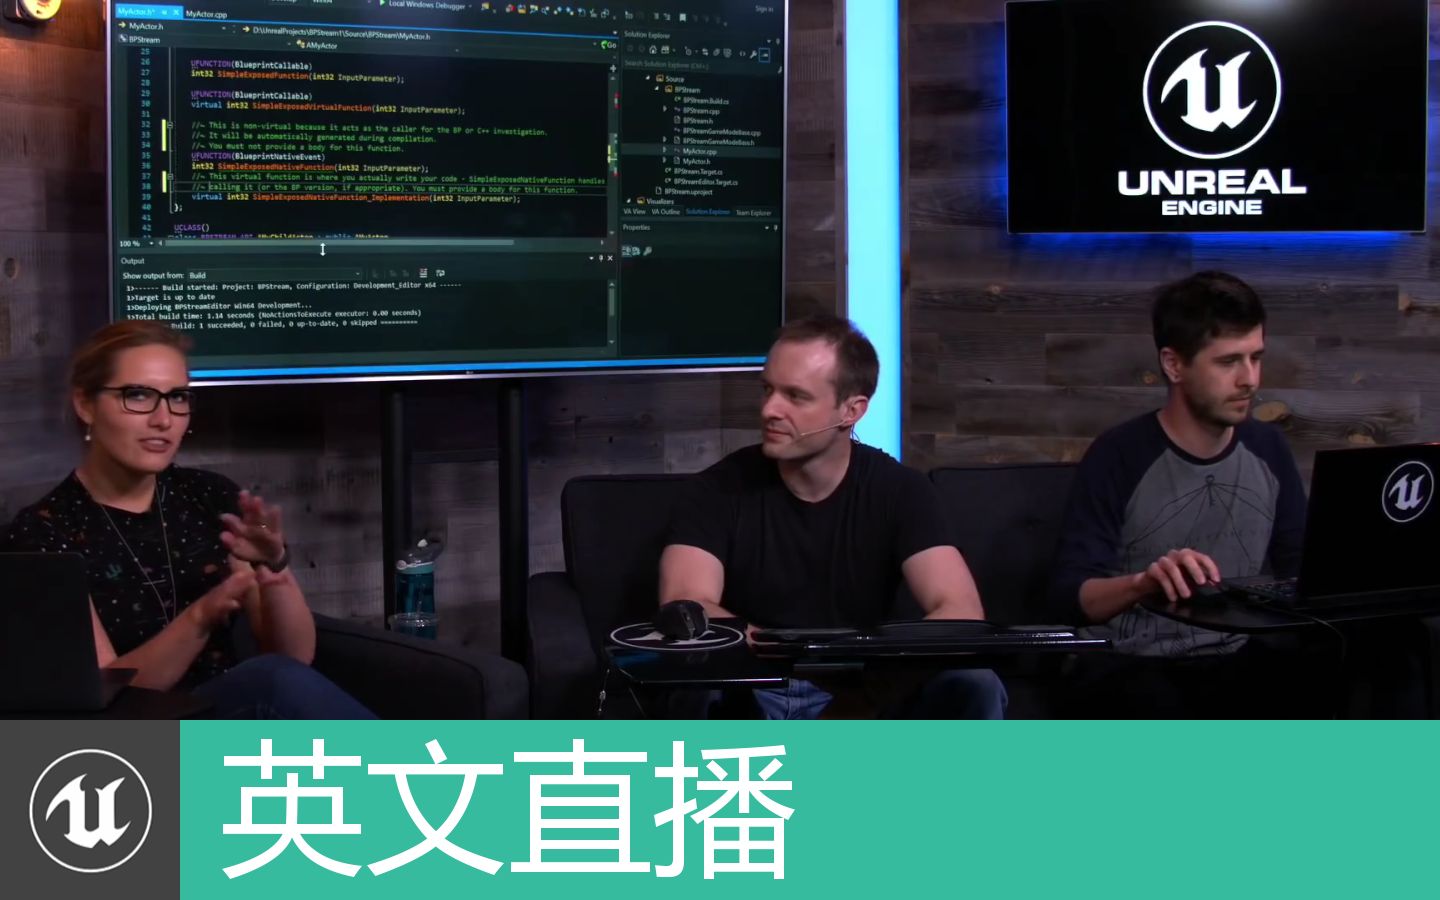 MyActor.h*
MyActor.cpp
Local Windows Debugger
Sign in
MyActor.h
D:\UnrealProjects\BPStream1\Source\BPStream\MyActor.h
BPStream
AMyActor
Go
25
26 UFUNCTION(BlueprintCallable)
27 int32 SimpleExposedFunction(int32 InputParameter);
28
29 UFUNCTION(BlueprintCallable)
30 virtual int32 SimpleExposedVirtualFunction(int32 InputParameter);
31
32 //~ This is non-virtual because it acts as the caller for the BP or C++ investigation.
33 //~ It will be automatically generated during compilation.
34 //~ You must not provide a body for this function.
35 UFUNCTION(BlueprintNativeEvent)
36 int32 SimpleExposedNativeFunction(int32 InputParameter);
37 //~ This virtual function is where you actually write your code - SimpleExposedNativeFunction handles
38 //~ calling it (or the BP version, if appropriate). You must provide a body for this function.
39 virtual int32 SimpleExposedNativeFunction_Implementation(int32 InputParameter);
40 };
41
42 UCLASS()
100 %
Output
Show output from: Build
1>------ Build started: Project: BPStream, Configuration: Development_Editor x64 ------
1>Target is up to date
1>Deploying BPStreamEditor Win64 Development...
1>Total build time: 1.14 seconds (NoActionsToExecute executor: 0.00 seconds)
Build: 1 succeeded, 0 failed, 0 up-to-date, 0 skipped ==========
Solution Explorer
Search Solution Explorer (Ctrl+;)
Source
BPStream
BPStream.Build.cs
BPStream.cpp
BPStream.h
BPStreamGameModeBase.cpp
BPStreamGameModeBase.h
MyActor.cpp
MyActor.h
BPStream.Target.cs
BPStreamEditor.Target.cs
BPStream.uproject
Visualizers
VA View VA Outline Solution Explorer Team Explorer
Properties
UNREAL
ENGINE
英文直播